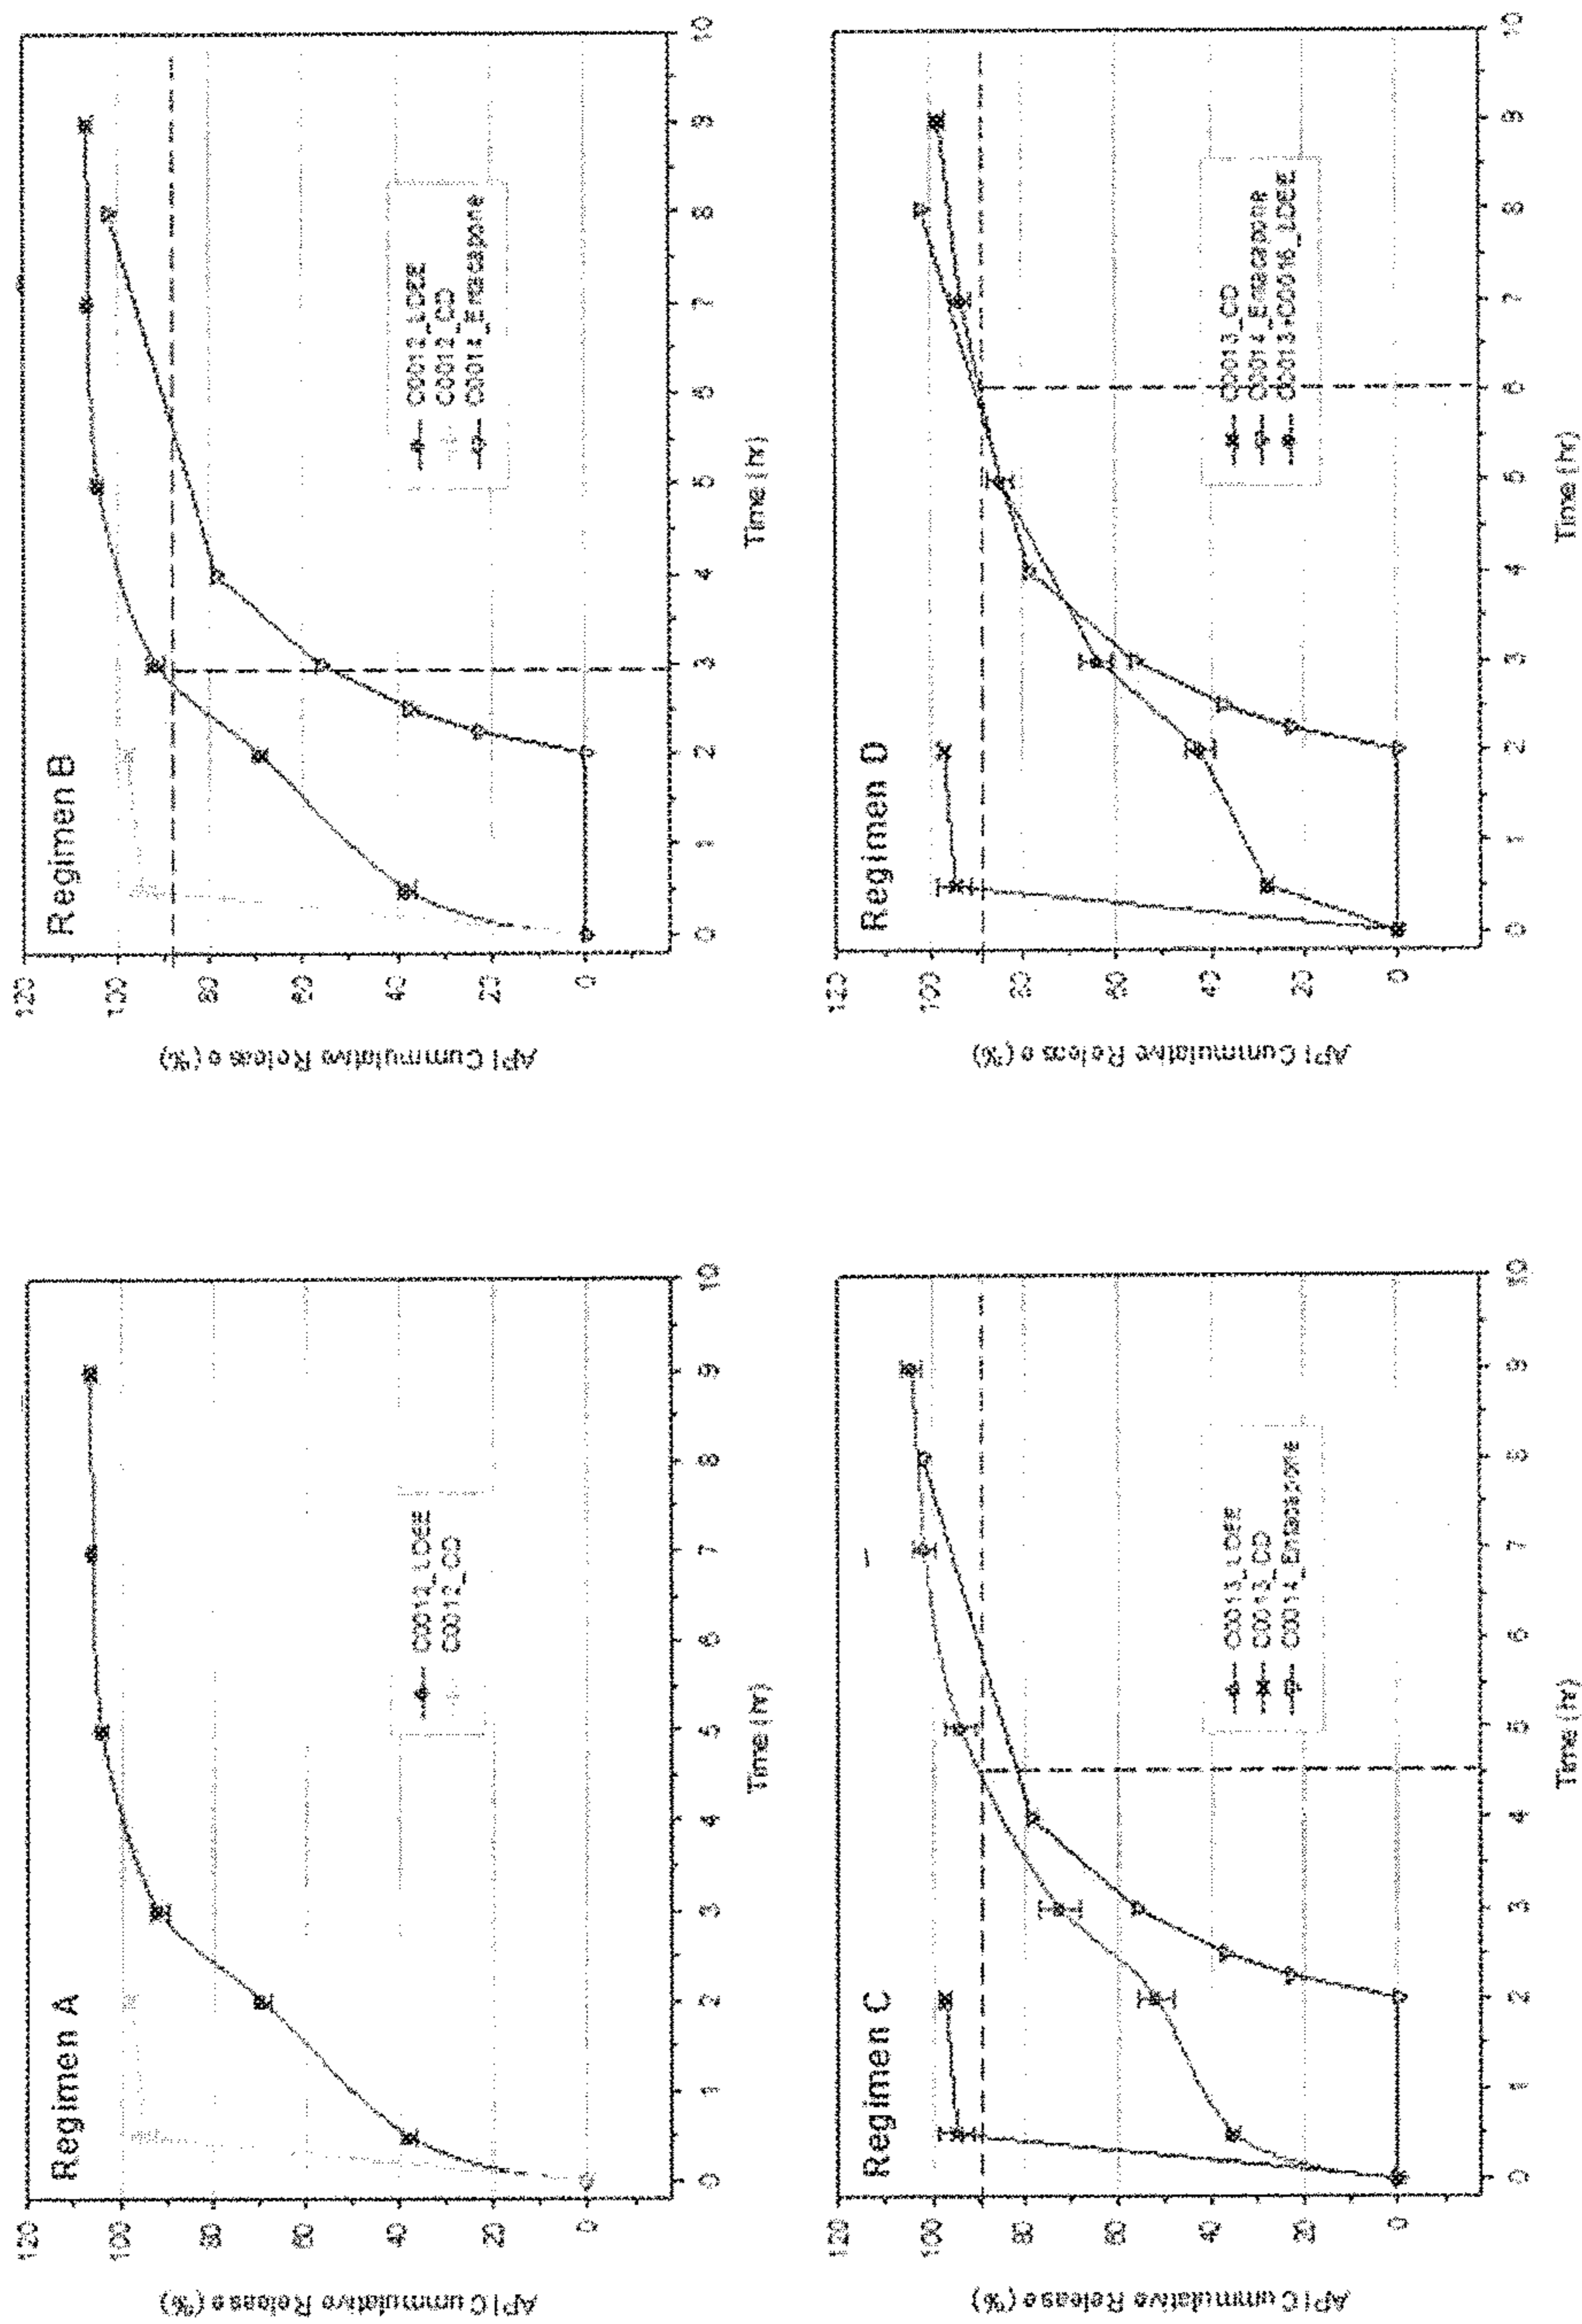 Regimen A
API Cummulative Release (%)
120
100
80
60
40
20
0
0 1 2 3 4 5 6 7 8 9 10
Time (hr)
C0012_LDEE
C0012_CD
Regimen B
API Cummulative Release (%)
120
100
80
60
40
20
0
0 1 2 3 4 5 6 7 8 9 10
Time (hr)
C0012_LDEE
C0012_CD
C0014_Entacapone
Regimen C
API Cummulative Release (%)
120
100
80
60
40
20
0
0 1 2 3 4 5 6 7 8 9 10
Time (hr)
C0013_LDEE
C0013_CD
C0014_Entacapone
Regimen D
API Cummulative Release (%)
120
100
80
60
40
20
0
0 1 2 3 4 5 6 7 8 9 10
Time (hr)
C0013_CD
C0014_Entacapone
C0013+C0016_LDEE